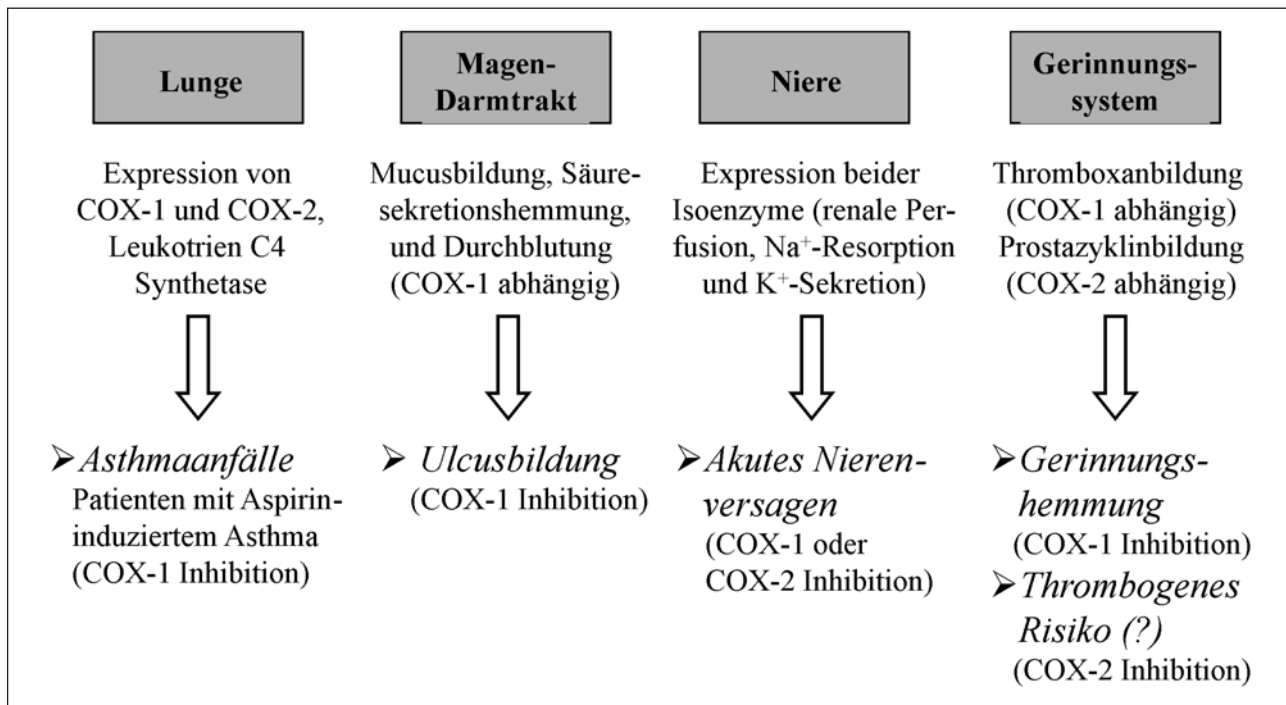 Lunge
Expression von
COX-1 und COX-2,
Leukotrien C4
Synthetase
➢ Asthmaanfälle
Patienten mit Aspirin-
induziertem Asthma
(COX-1 Inhibition)
Magen-
Darmtrakt
Mucusbildung, Säure-
sekretionshemmung,
und Durchblutung
(COX-1 abhängig)
➢ Ulcusbildung
(COX-1 Inhibition)
Niere
Expression beider
Isoenzyme (renale Per-
fusion, Na⁺-Resorption
und K⁺-Sekretion)
➢ Akutes Nieren-
versagen
(COX-1 oder
COX-2 Inhibition)
Gerinnungs-
system
Thromboxanbildung
(COX-1 abhängig)
Prostazyklinbildung
(COX-2 abhängig)
➢ Gerinnungs-
hemmung
(COX-1 Inhibition)
➢ Thrombogenes
Risiko (?)
(COX-2 Inhibition)